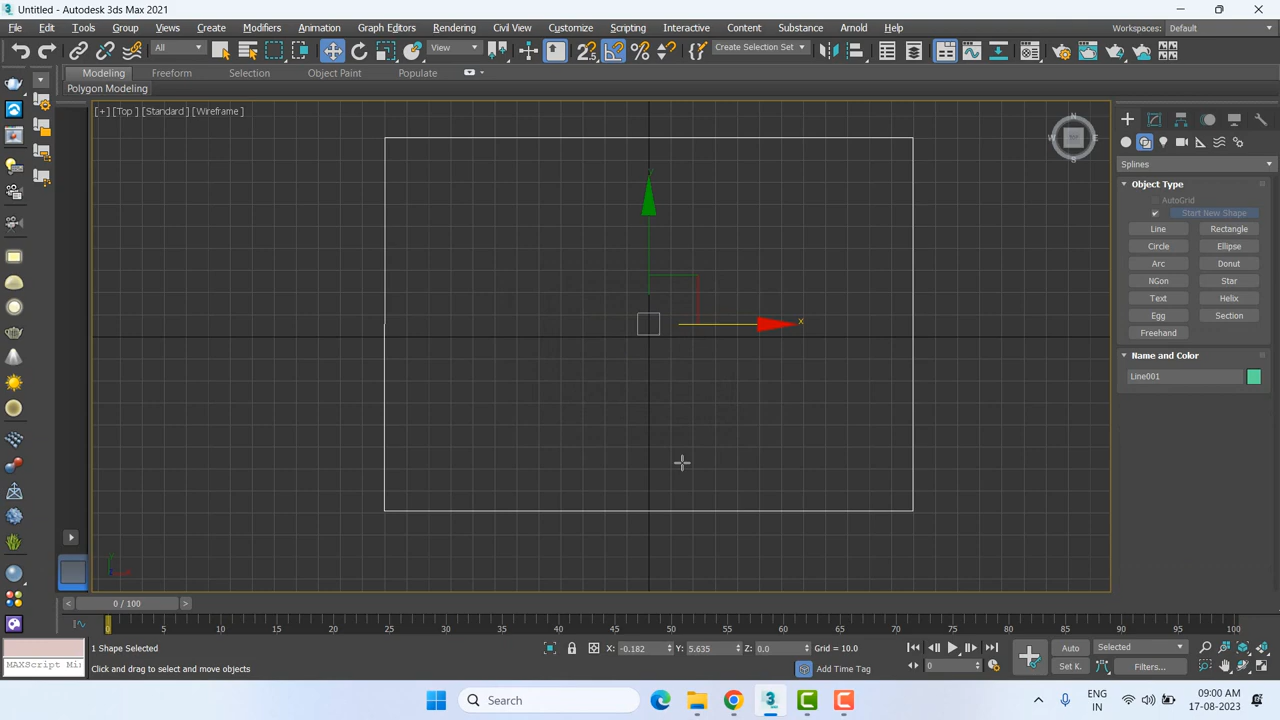 Untitled - Autodesk 3ds Max 2021
File Edit Tools Group Views Create Modifiers Animation Graph Editors Rendering Civil View Customize Scripting Interactive Content Substance Arnold Help
Workspaces: Default
All
View
Create Selection Set
Modeling Freeform Selection Object Paint Populate
Polygon Modeling
[+] [Top ] [Standard ] [Wireframe ]
N
W E
S
Splines
Object Type
AutoGrid
Start New Shape
Line Rectangle
Circle Ellipse
Arc Donut
NGon Star
Text Helix
Egg Section
Freehand
Name and Color
Line001
x
0 / 100
0 5 10 15 20 25 30 35 40 45 50 55 60 65 70 75 80 85 90 95 100
1 Shape Selected
X: -0.182 Y: 5.635 Z: 0.0 Grid = 10.0
Auto Selected
MAXScript Mi
Click and drag to select and move objects
Add Time Tag
0
Set K. Filters...
Search
ENG
IN
09:00 AM
17-08-2023